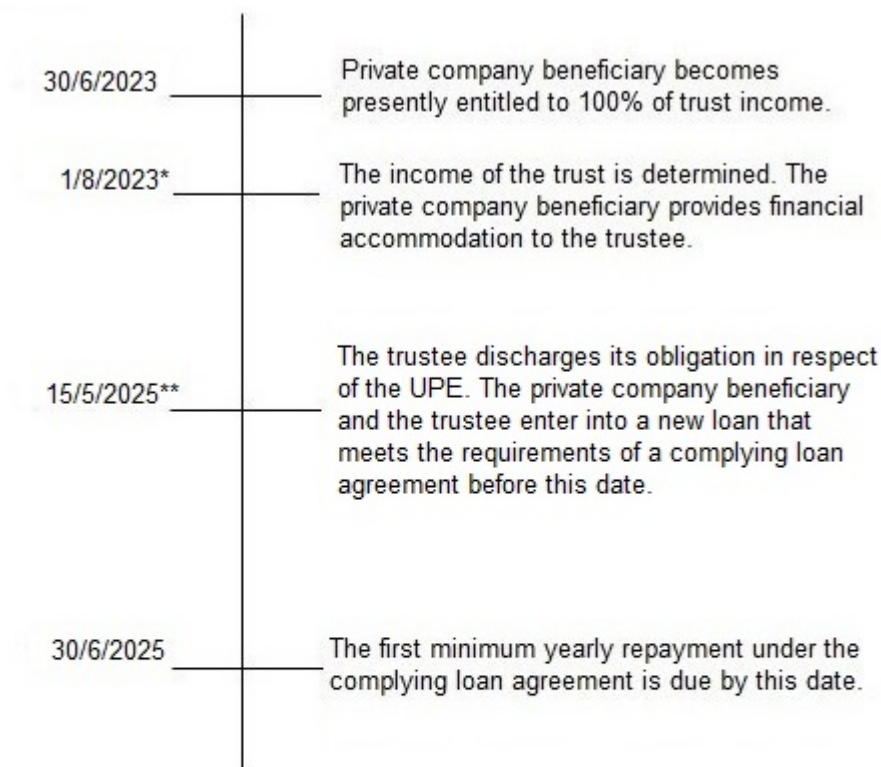 30/6/2023
Private company beneficiary becomes
presently entitled to 100% of trust income.
1/8/2023*
The income of the trust is determined. The
private company beneficiary provides financial
accommodation to the trustee.
15/5/2025**
The trustee discharges its obligation in respect
of the UPE. The private company beneficiary
and the trustee enter into a new loan that
meets the requirements of a complying loan
agreement before this date.
30/6/2025
The first minimum yearly repayment under the
complying loan agreement is due by this date.